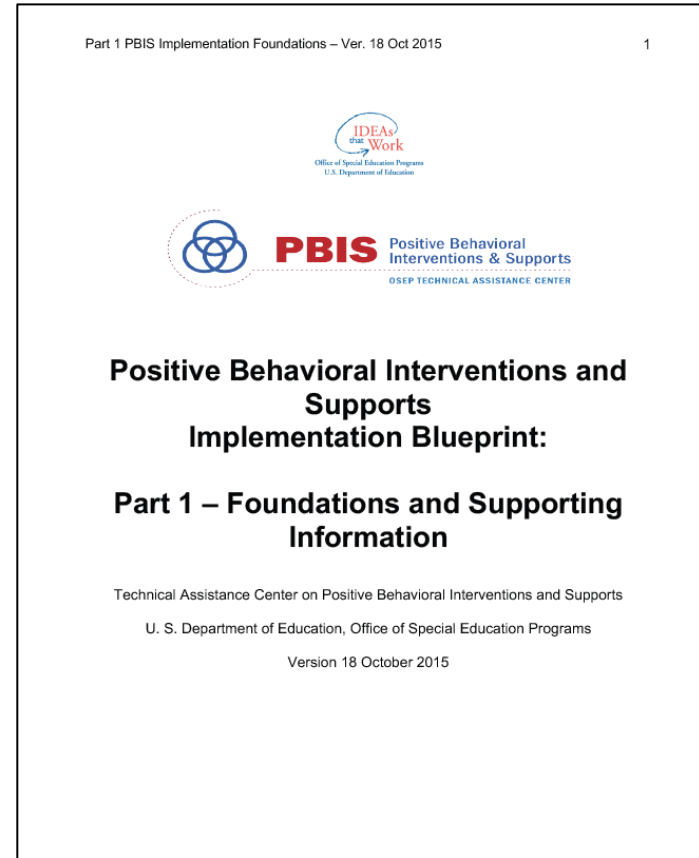 Part 1 PBIS Implementation Foundations – Ver. 18 Oct 2015 1
IDEAs
that Work
Office of Special Education Programs
U.S. Department of Education
PBIS Positive Behavioral
Interventions & Supports
OSEP TECHNICAL ASSISTANCE CENTER
Positive Behavioral Interventions and
Supports
Implementation Blueprint:
Part 1 – Foundations and Supporting
Information
Technical Assistance Center on Positive Behavioral Interventions and Supports
U. S. Department of Education, Office of Special Education Programs
Version 18 October 2015